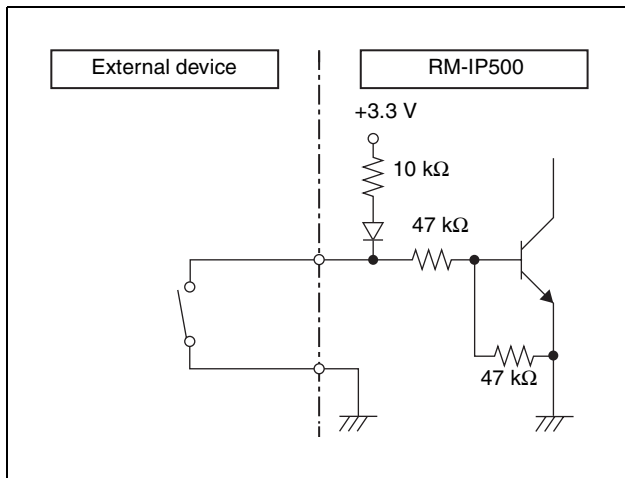 External device
RM-IP500
+3.3 V
10 kΩ
47 kΩ
47 kΩ